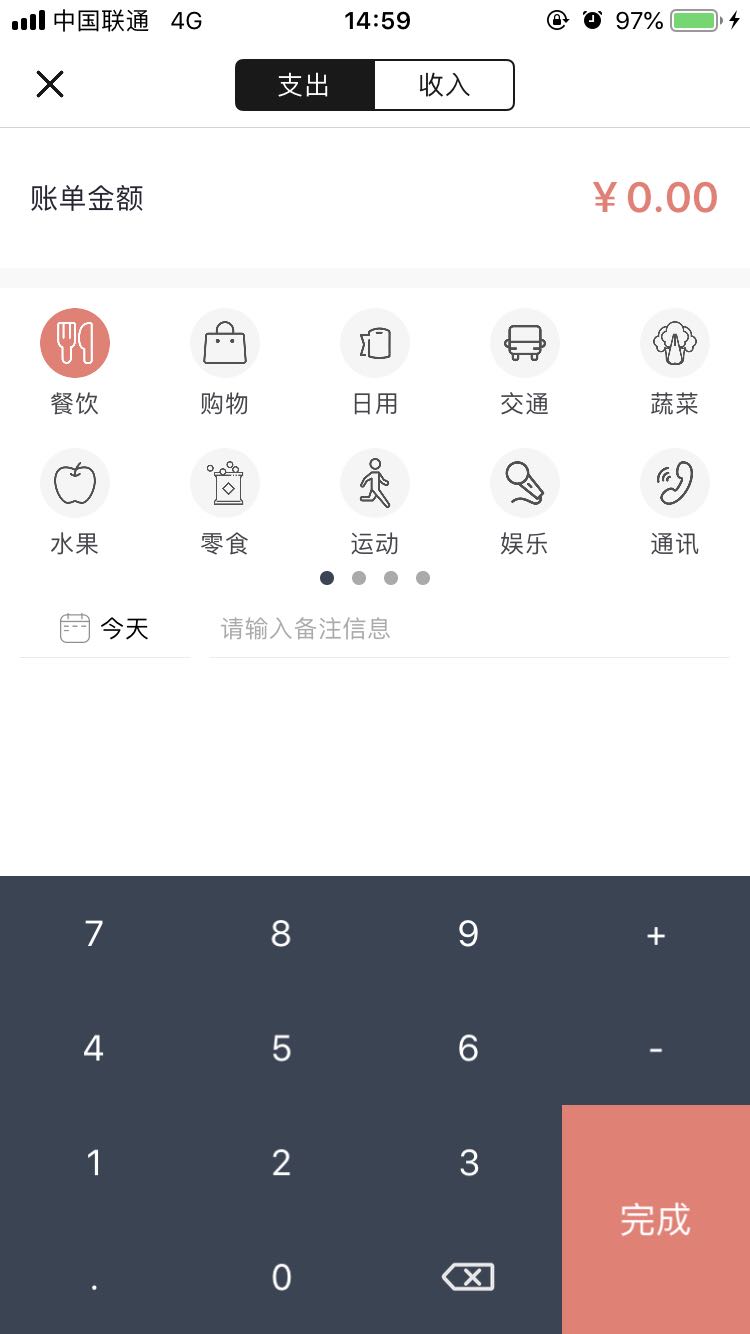 中国联通 4G 14:59 97%
支出 收入
账单金额 ¥ 0.00
餐饮 购物 日用 交通 蔬菜
水果 零食 运动 娱乐 通讯
今天 请输入备注信息
7 8 9 +
4 5 6 -
1 2 3
完成
. 0